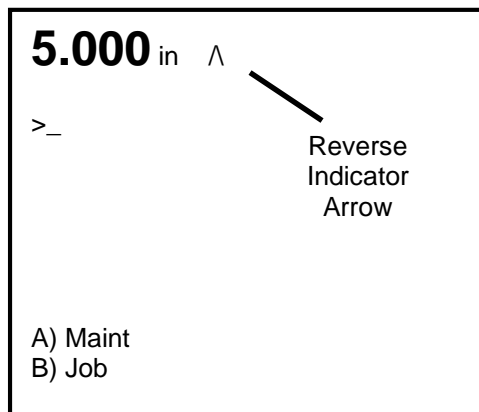 5.000 in /\
>_
Reverse
Indicator
Arrow
A) Maint
B) Job